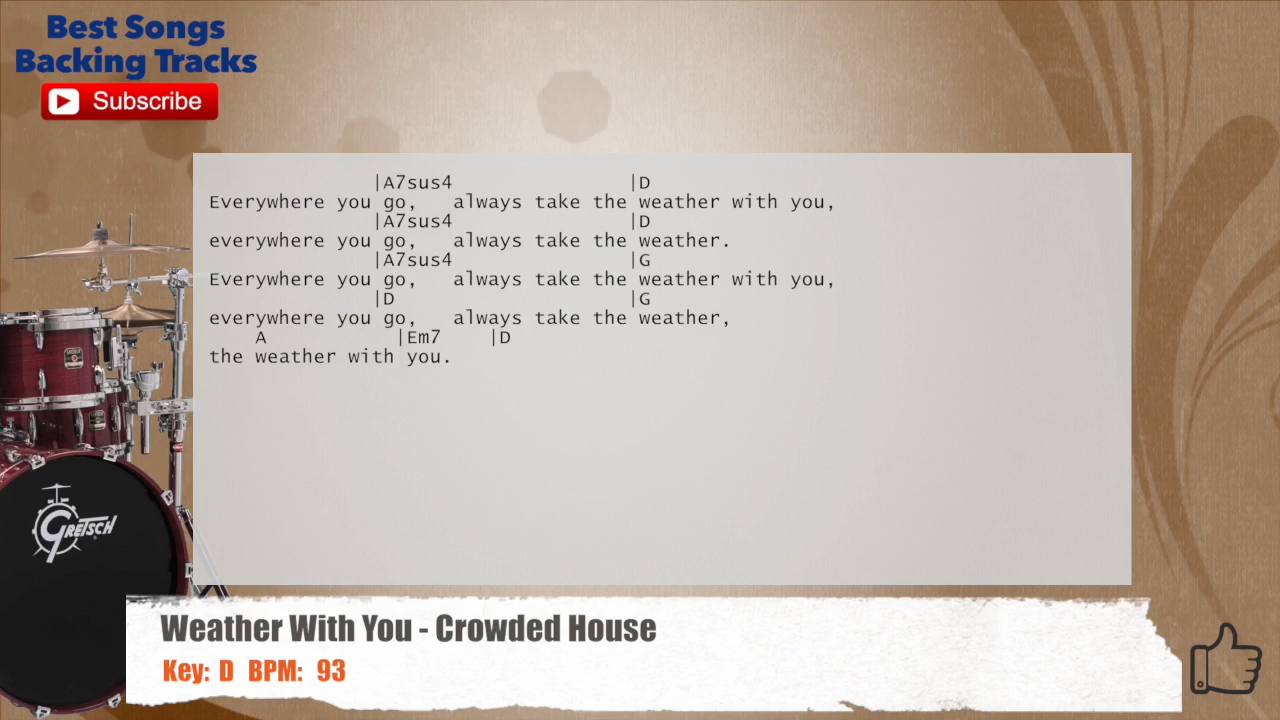 Best Songs
Backing Tracks
Subscribe
|A7sus4 |D
Everywhere you go, always take the weather with you,
|A7sus4 |D
everywhere you go, always take the weather.
|A7sus4 |G
Everywhere you go, always take the weather with you,
|D |G
everywhere you go, always take the weather,
A |Em7 |D
the weather with you.
GRETSCH
Weather With You - Crowded House
Key: D BPM: 93